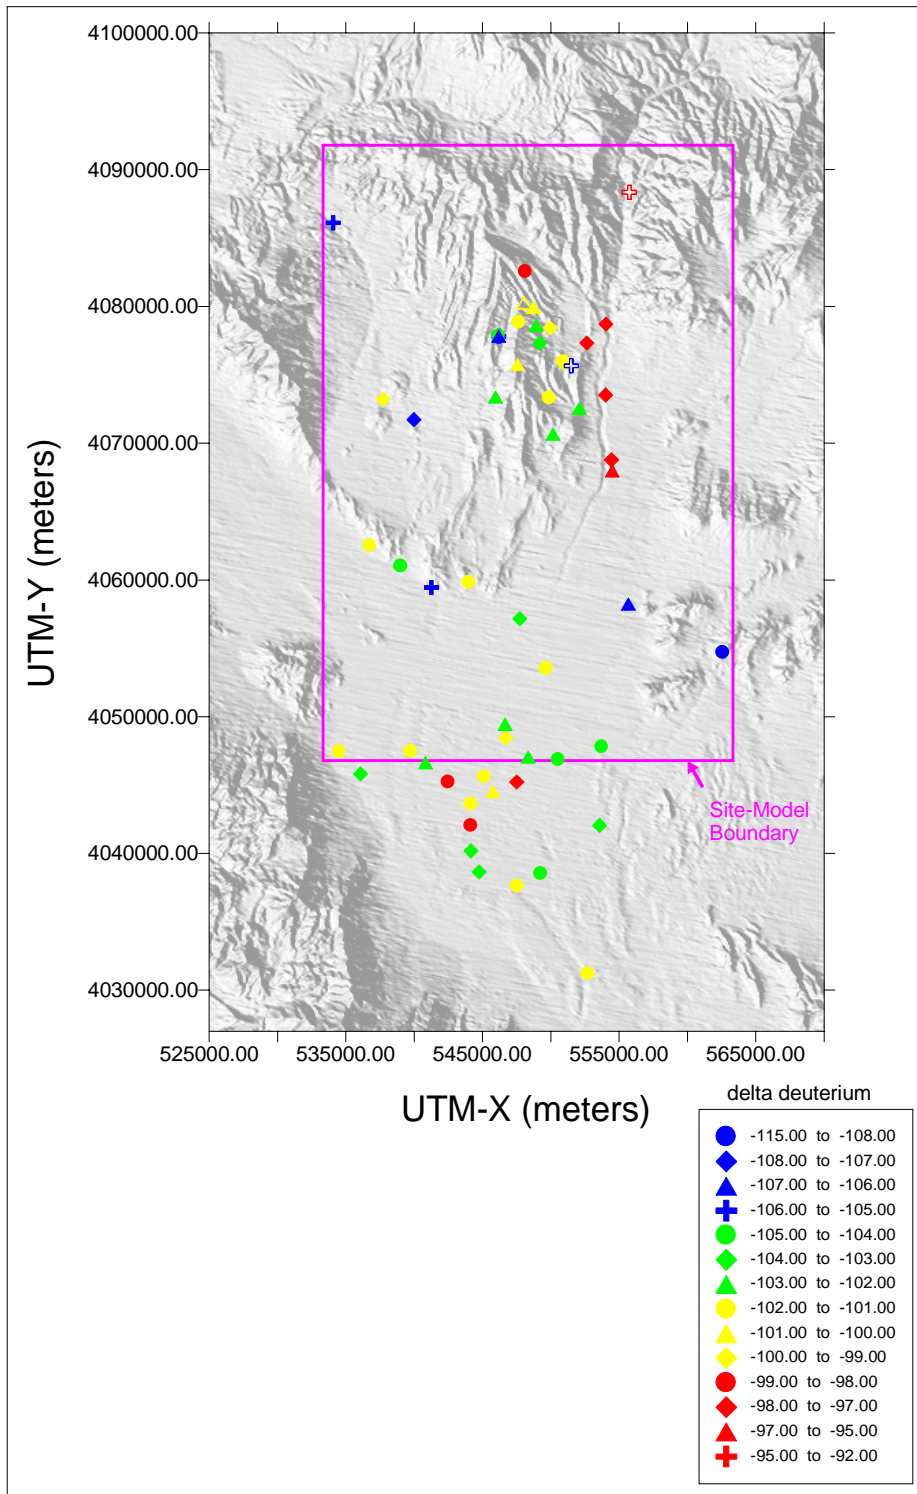 4100000.00
4090000.00
4080000.00
4070000.00
4060000.00
4050000.00
4040000.00
4030000.00
UTM-Y (meters)
Site-Model
Boundary
525000.00 535000.00 545000.00 555000.00 565000.00
UTM-X (meters)
delta deuterium
-115.00 to -108.00
-108.00 to -107.00
-107.00 to -106.00
-106.00 to -105.00
-105.00 to -104.00
-104.00 to -103.00
-103.00 to -102.00
-102.00 to -101.00
-101.00 to -100.00
-100.00 to -99.00
-99.00 to -98.00
-98.00 to -97.00
-97.00 to -95.00
-95.00 to -92.00